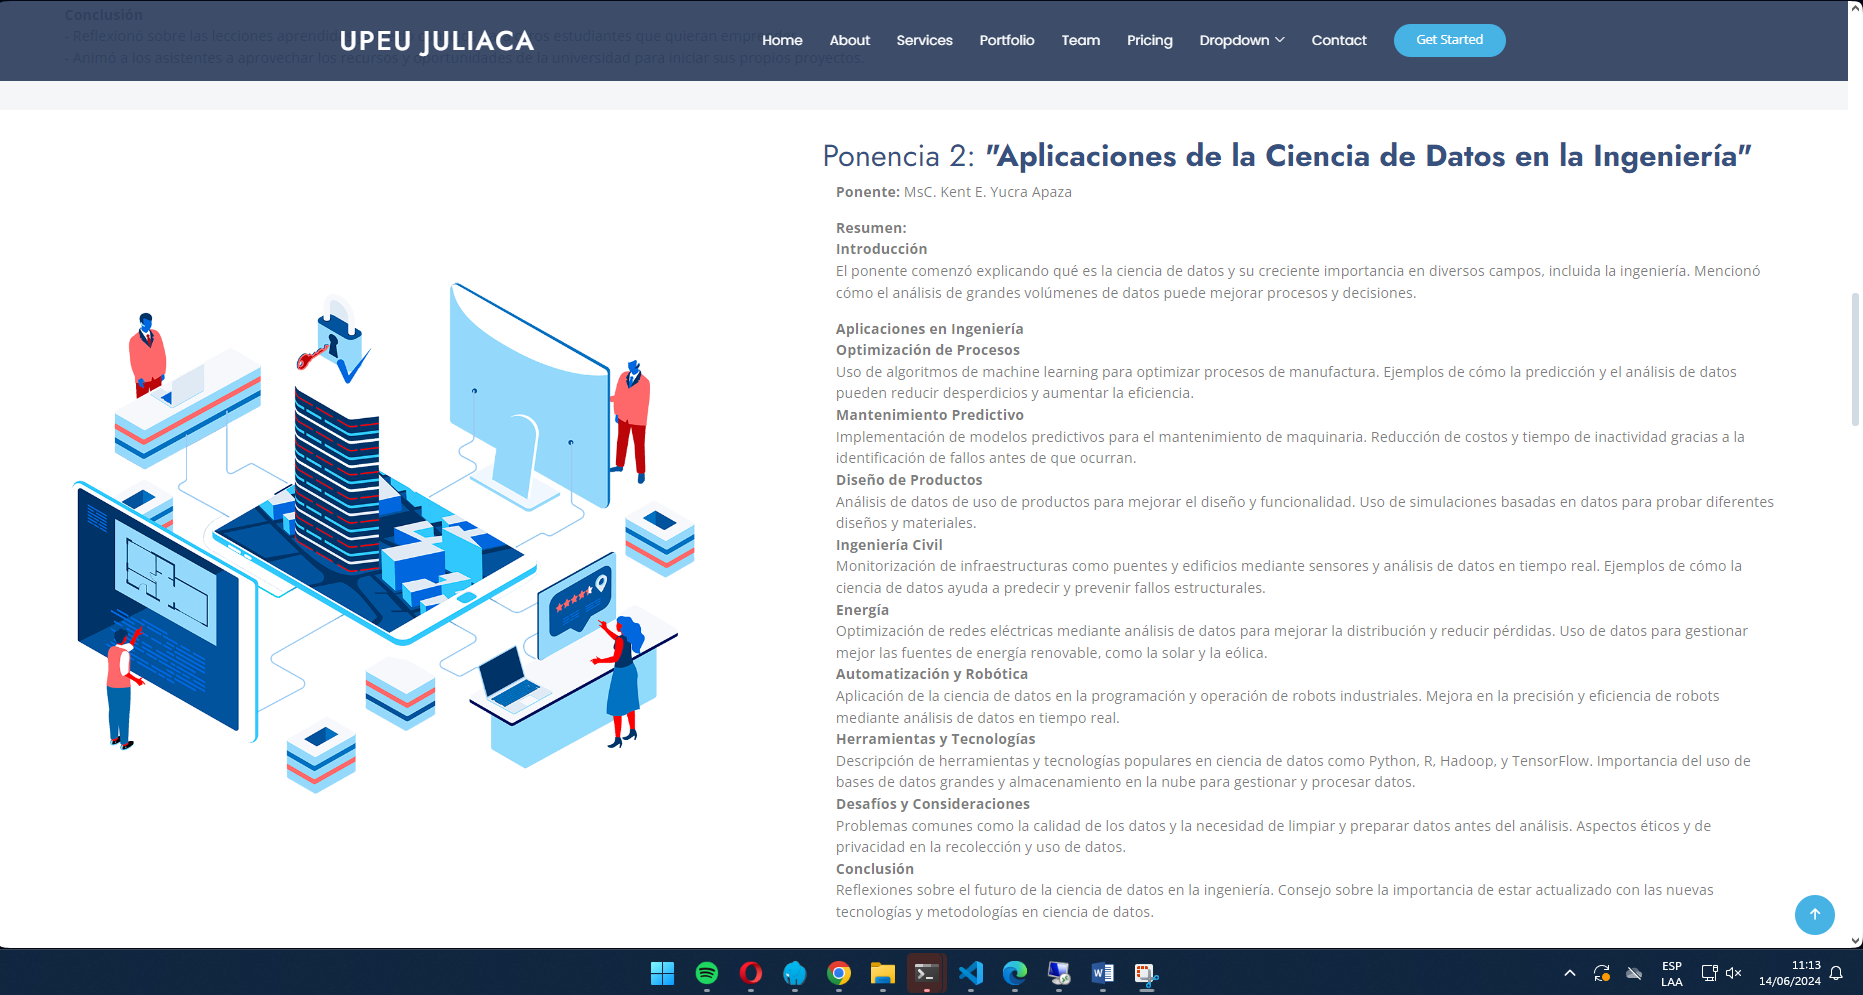 Conclusión
- Reflexionó sobre las lecciones aprendid
ros estudiantes que quieran empre
- Animó a los asistentes a aprovechar los recursos y oportunidades de la universidad para iniciar sus propios proyectos.
UPEU JULIACA
Home About Services Portfolio Team Pricing Dropdown Contact Get Started
Ponencia 2: "Aplicaciones de la Ciencia de Datos en la Ingeniería"
Ponente: MsC. Kent E. Yucra Apaza
Resumen:
Introducción
El ponente comenzó explicando qué es la ciencia de datos y su creciente importancia en diversos campos, incluida la ingeniería. Mencionó
cómo el análisis de grandes volúmenes de datos puede mejorar procesos y decisiones.
Aplicaciones en Ingeniería
Optimización de Procesos
Uso de algoritmos de machine learning para optimizar procesos de manufactura. Ejemplos de cómo la predicción y el análisis de datos
pueden reducir desperdicios y aumentar la eficiencia.
Mantenimiento Predictivo
Implementación de modelos predictivos para el mantenimiento de maquinaria. Reducción de costos y tiempo de inactividad gracias a la
identificación de fallos antes de que ocurran.
Diseño de Productos
Análisis de datos de uso de productos para mejorar el diseño y funcionalidad. Uso de simulaciones basadas en datos para probar diferentes
diseños y materiales.
Ingeniería Civil
Monitorización de infraestructuras como puentes y edificios mediante sensores y análisis de datos en tiempo real. Ejemplos de cómo la
ciencia de datos ayuda a predecir y prevenir fallos estructurales.
Energía
Optimización de redes eléctricas mediante análisis de datos para mejorar la distribución y reducir pérdidas. Uso de datos para gestionar
mejor las fuentes de energía renovable, como la solar y la eólica.
Automatización y Robótica
Aplicación de la ciencia de datos en la programación y operación de robots industriales. Mejora en la precisión y eficiencia de robots
mediante análisis de datos en tiempo real.
Herramientas y Tecnologías
Descripción de herramientas y tecnologías populares en ciencia de datos como Python, R, Hadoop, y TensorFlow. Importancia del uso de
bases de datos grandes y almacenamiento en la nube para gestionar y procesar datos.
Desafíos y Consideraciones
Problemas comunes como la calidad de los datos y la necesidad de limpiar y preparar datos antes del análisis. Aspectos éticos y de
privacidad en la recolección y uso de datos.
Conclusión
Reflexiones sobre el futuro de la ciencia de datos en la ingeniería. Consejo sobre la importancia de estar actualizado con las nuevas
tecnologías y metodologías en ciencia de datos.
ESP
LAA
11:13
14/06/2024